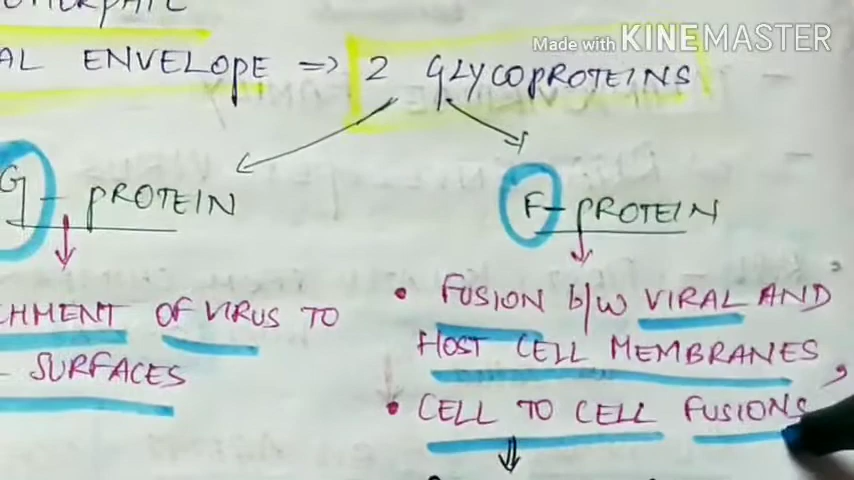 Made with KINEMASTER
AL ENVELOPE => 2 GLYCOPROTEINS
G - PROTEIN
F - PROTEIN
CHMENT OF VIRUS TO
SURFACES
• FUSION b/w VIRAL AND
HOST CELL MEMBRANES,
• CELL TO CELL FUSIONS